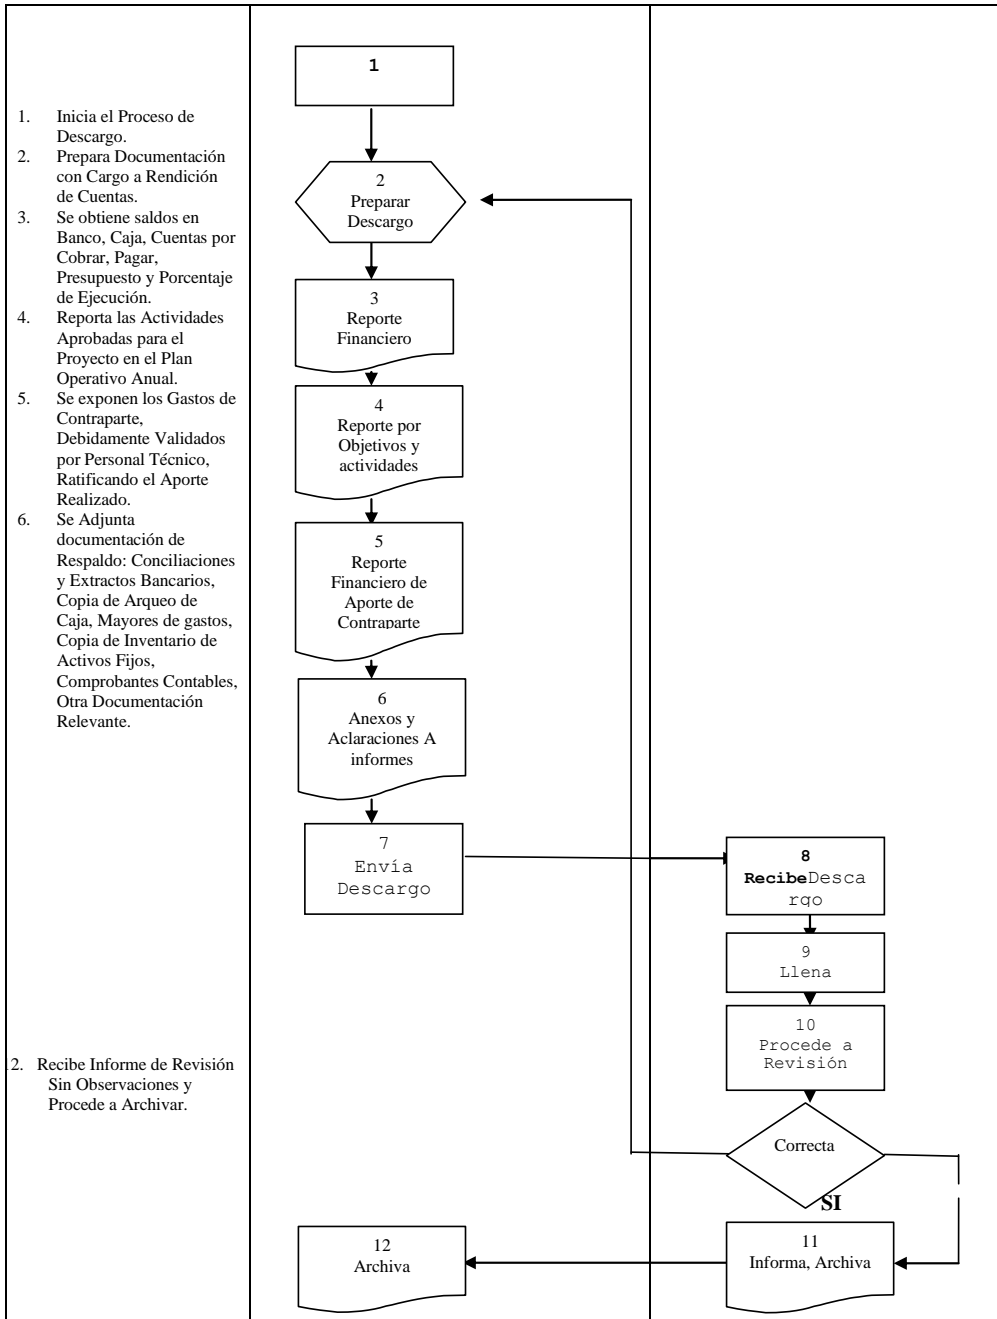 1. Inicia el Proceso de
Descargo.
2. Prepara Documentación
con Cargo a Rendición
de Cuentas.
3. Se obtiene saldos en
Banco, Caja, Cuentas por
Cobrar, Pagar,
Presupuesto y Porcentaje
de Ejecución.
4. Reporta las Actividades
Aprobadas para el
Proyecto en el Plan
Operativo Anual.
5. Se exponen los Gastos de
Contraparte,
Debidamente Validados
por Personal Técnico,
Ratificando el Aporte
Realizado.
6. Se Adjunta
documentación de
Respaldo: Conciliaciones
y Extractos Bancarios,
Copia de Arqueo de
Caja, Mayores de gastos,
Copia de Inventario de
Activos Fijos,
Comprobantes Contables,
Otra Documentación
Relevante.
12. Recibe Informe de Revisión
Sin Observaciones y
Procede a Archivar.
1
2
Preparar
Descargo
3
Reporte
Financiero
4
Reporte por
Objetivos y
actividades
5
Reporte
Financiero de
Aporte de
Contraparte
6
Anexos y
Aclaraciones A
informes
7
Envía
Descargo
8
RecibeDesca
rgo
9
Llena
10
Procede a
Revisión
Correcta
SI
11
Informa, Archiva
12
Archiva